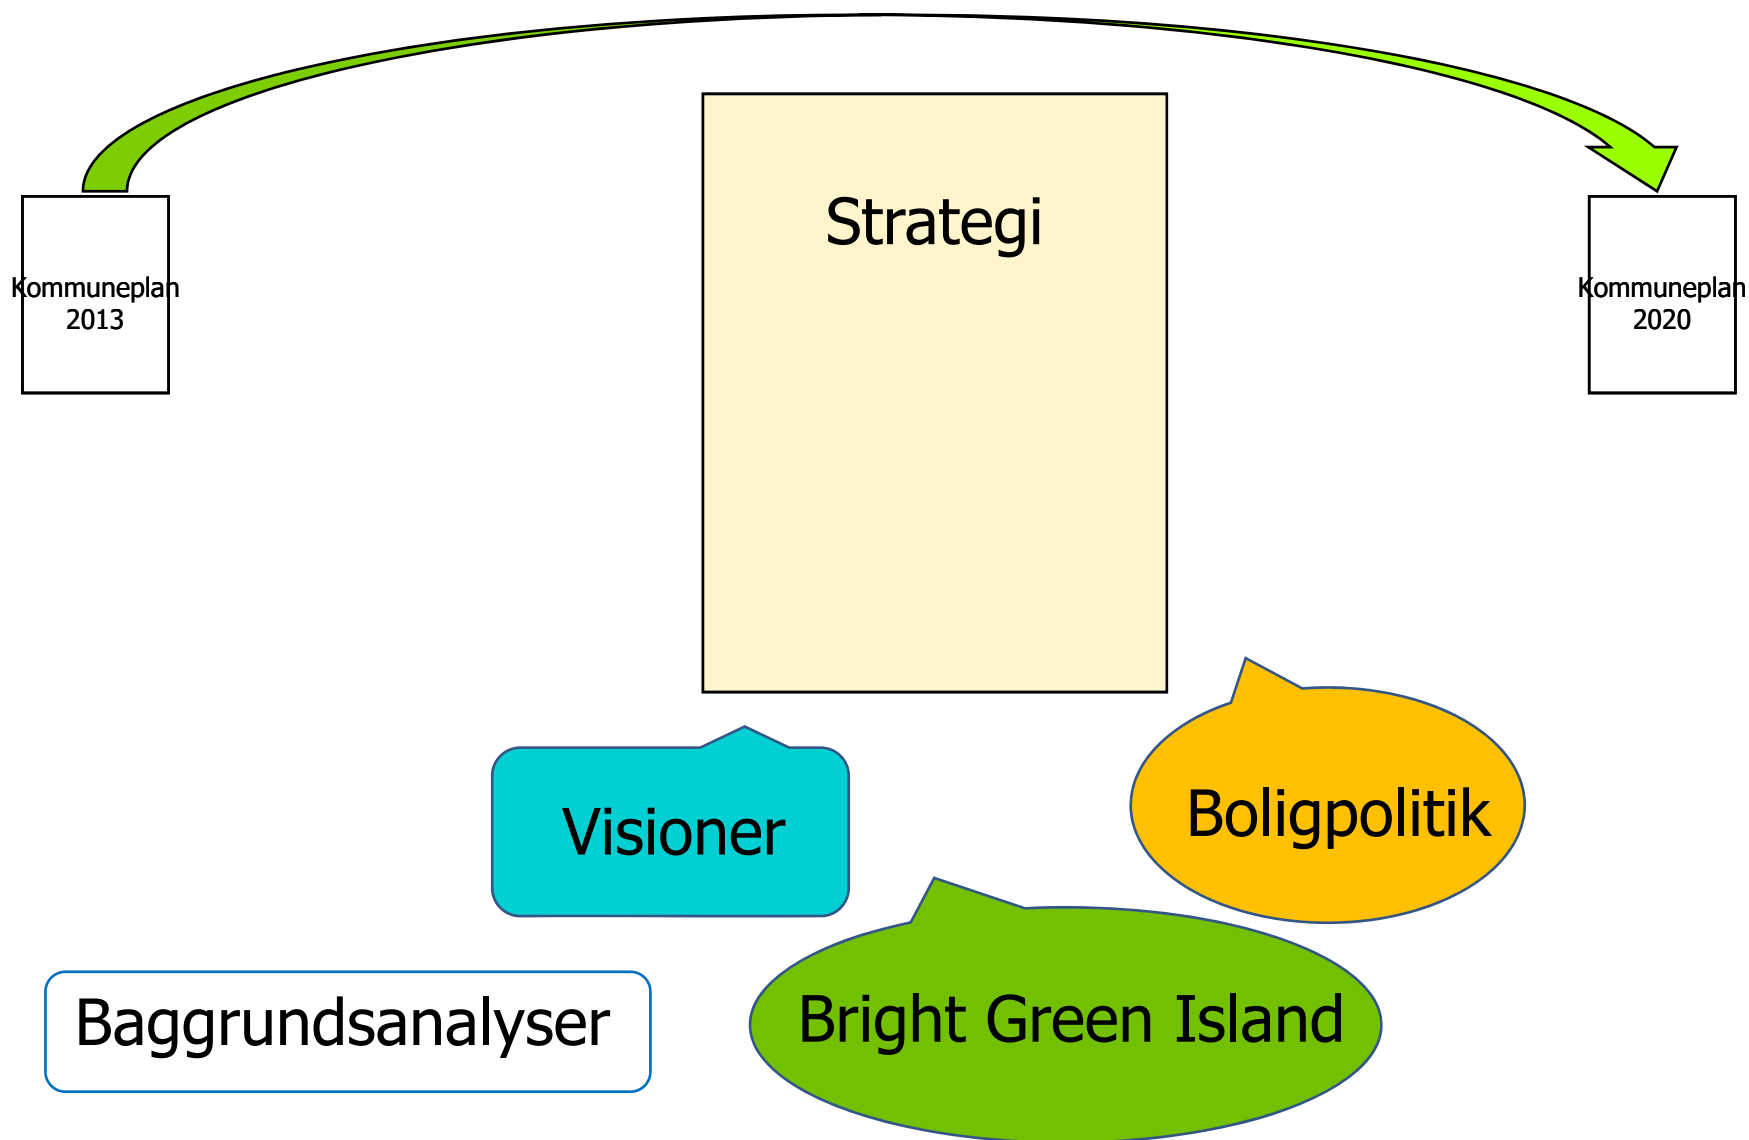 Strategi
Kommuneplan
2013
Kommuneplan
2020
Visioner
Boligpolitik
Baggrundsanalyser
Bright Green Island